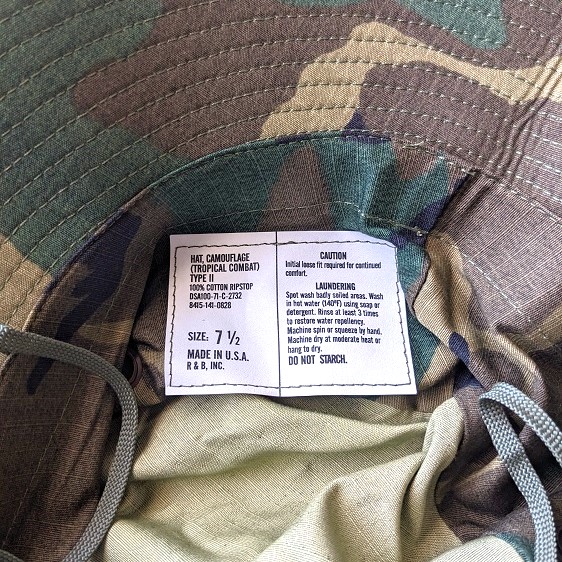 HAT, CAMOUFLAGE
(TROPICAL COMBAT)
TYPE II
100% COTTON RIPSTOP
DSA100-71-C-2732
8415-141-0828
SIZE: 7 ½
MADE IN U.S.A.
R & B, INC.
CAUTION
Initial loose fit required for continued
comfort.
LAUNDERING
Spot wash badly soiled areas. Wash
in hot water (140°F) using soap or
detergent. Rinse at least 3 times
to restore water repellency.
Machine spin or squeeze by hand.
Machine dry at moderate heat or
hang to dry.
DO NOT STARCH.